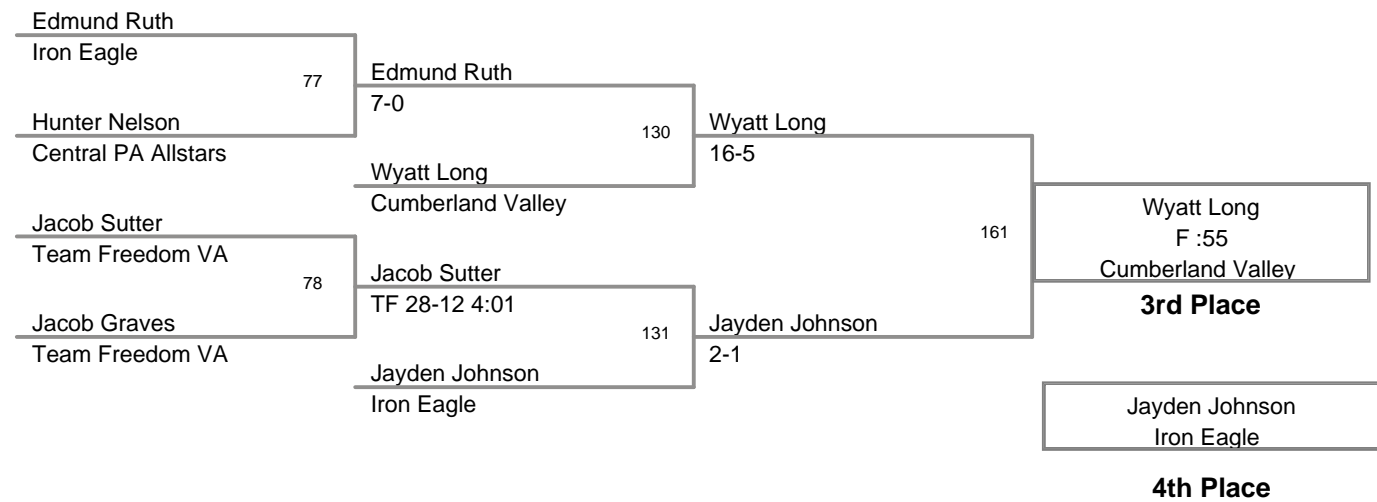 Edmund Ruth
Iron Eagle
77
Hunter Nelson
Central PA Allstars
Jacob Sutter
Team Freedom VA
78
Jacob Graves
Team Freedom VA
Edmund Ruth
7-0
130
Wyatt Long
Cumberland Valley
Jacob Sutter
TF 28-12 4:01
131
Jayden Johnson
Iron Eagle
Wyatt Long
16-5
161
Jayden Johnson
2-1
Wyatt Long
F :55
Cumberland Valley
3rd Place
Jayden Johnson
Iron Eagle
4th Place